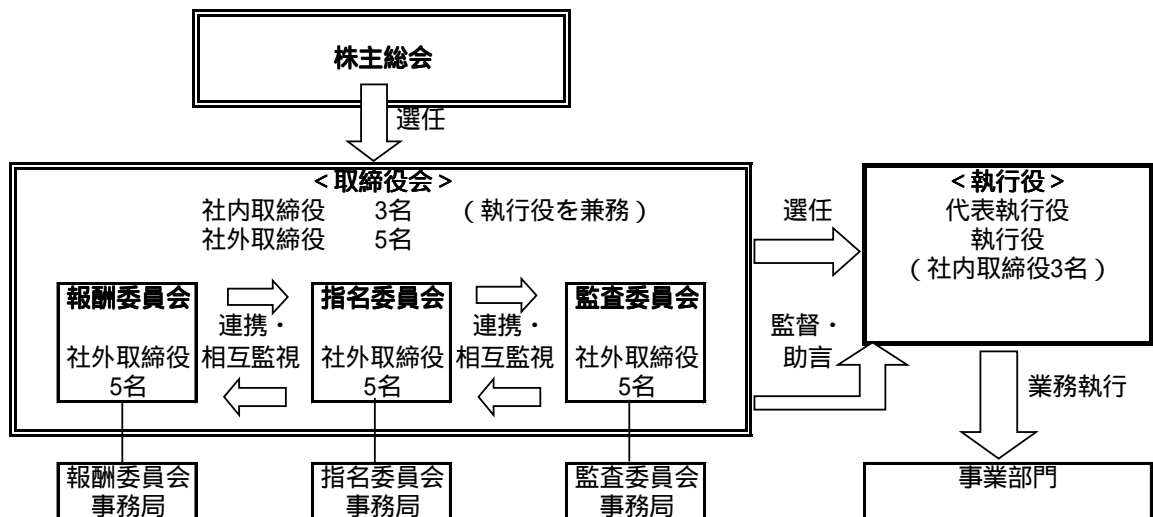 株主総会
選任
<取締役会>
社内取締役 3名 (執行役を兼務)
社外取締役 5名
報酬委員会
社外取締役
5名
連携・
相互監視
指名委員会
社外取締役
5名
連携・
相互監視
監査委員会
社外取締役
5名
選任
監督・
助言
<執行役>
代表執行役
執行役
(社内取締役3名)
業務執行
報酬委員会
事務局
指名委員会
事務局
監査委員会
事務局
事業部門